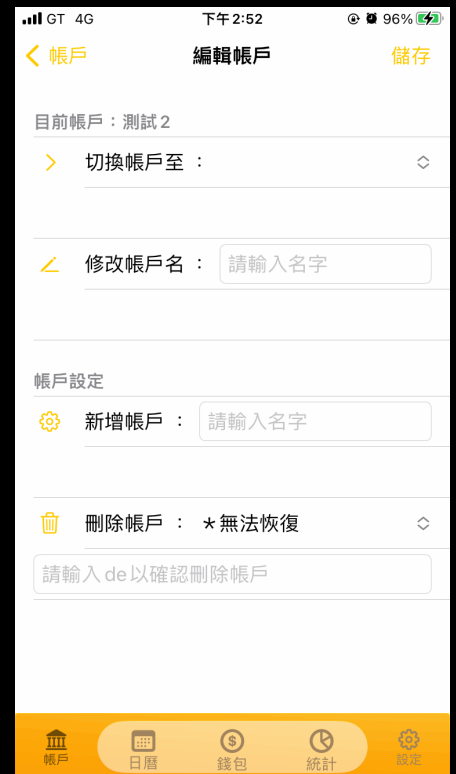 GT 4G 下午2:52 96%
帳戶 編輯帳戶 儲存
目前帳戶：測試2
切換帳戶至：
修改帳戶名： 請輸入名字
帳戶設定
新增帳戶： 請輸入名字
刪除帳戶： *無法恢復
請輸入de以確認刪除帳戶
帳戶 日曆 錢包 統計 設定